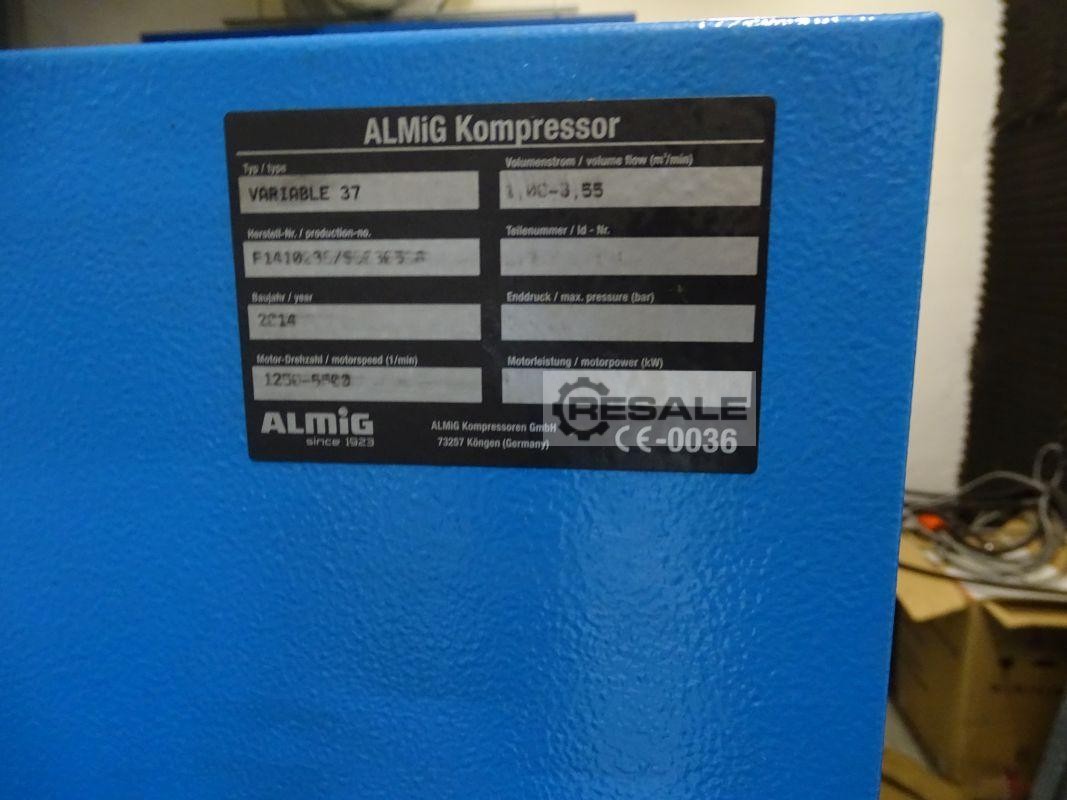 ALMiG Kompressor
Typ / type
VARIABLE 37
Volumenstrom / volume flow (m³/min)
Herstell-Nr. / production-no.
Teilenummer / Id - Nr.
Baujahr / year
2014
Enddruck / max. pressure (bar)
Motor-Drehzahl / motorspeed (1/min)
Motorleistung / motorpower (kW)
RESALE
ALMiG
since 1923
ALMiG Kompressoren GmbH
73257 Köngen (Germany)
CE-0036